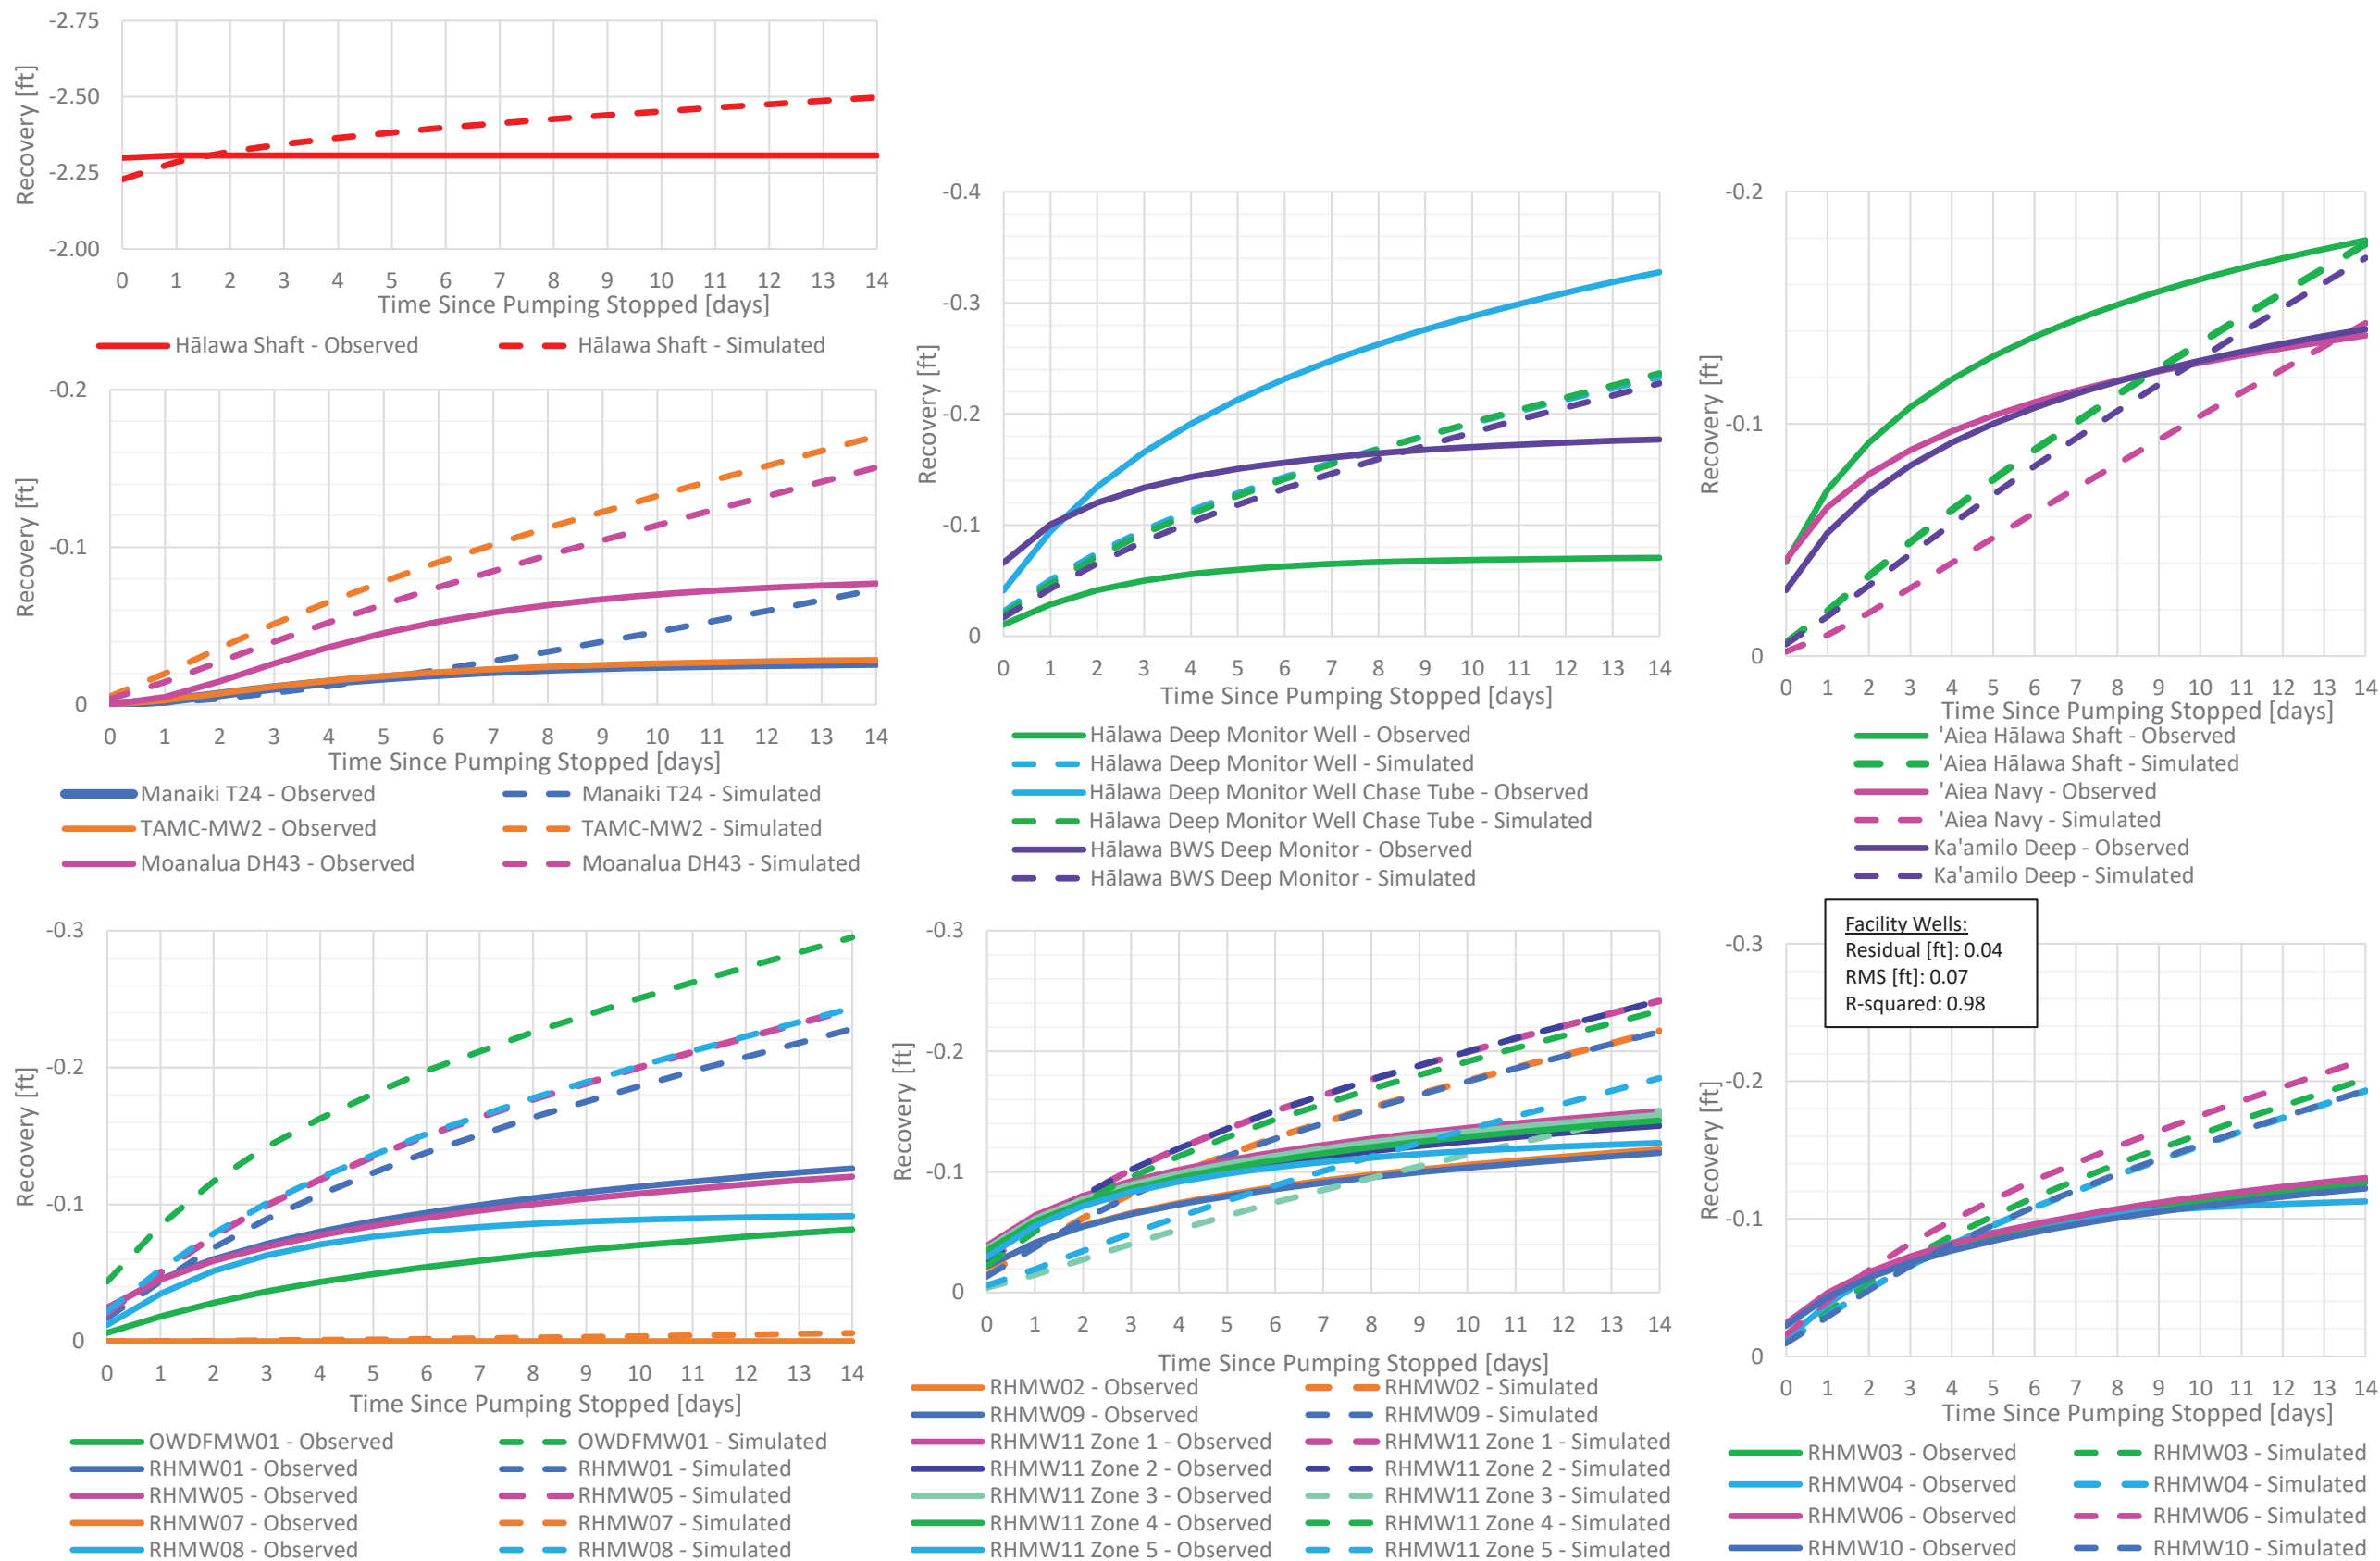 -2.75
-2.50
-2.25
-2.00
Recovery [ft]
0 1 2 3 4 5 6 7 8 9 10 11 12 13 14
Time Since Pumping Stopped [days]
Hālawa Shaft - Observed
Hālawa Shaft - Simulated
-0.2
-0.1
0
Recovery [ft]
0 1 2 3 4 5 6 7 8 9 10 11 12 13 14
Time Since Pumping Stopped [days]
Manaiki T24 - Observed
Manaiki T24 - Simulated
TAMC-MW2 - Observed
TAMC-MW2 - Simulated
Moanalua DH43 - Observed
Moanalua DH43 - Simulated
-0.4
-0.3
-0.2
-0.1
0
Recovery [ft]
0 1 2 3 4 5 6 7 8 9 10 11 12 13 14
Time Since Pumping Stopped [days]
Hālawa Deep Monitor Well - Observed
Hālawa Deep Monitor Well - Simulated
Hālawa Deep Monitor Well Chase Tube - Observed
Hālawa Deep Monitor Well Chase Tube - Simulated
Hālawa BWS Deep Monitor - Observed
Hālawa BWS Deep Monitor - Simulated
-0.2
-0.1
0
Recovery [ft]
0 1 2 3 4 5 6 7 8 9 10 11 12 13 14
Time Since Pumping Stopped [days]
'Aiea Hālawa Shaft - Observed
'Aiea Hālawa Shaft - Simulated
'Aiea Navy - Observed
'Aiea Navy - Simulated
Ka'amilo Deep - Observed
Ka'amilo Deep - Simulated
-0.3
-0.2
-0.1
0
Recovery [ft]
0 1 2 3 4 5 6 7 8 9 10 11 12 13 14
Time Since Pumping Stopped [days]
OWDFMW01 - Observed
OWDFMW01 - Simulated
RHMW01 - Observed
RHMW01 - Simulated
RHMW05 - Observed
RHMW05 - Simulated
RHMW07 - Observed
RHMW07 - Simulated
RHMW08 - Observed
RHMW08 - Simulated
-0.3
-0.2
-0.1
0
Recovery [ft]
0 1 2 3 4 5 6 7 8 9 10 11 12 13 14
Time Since Pumping Stopped [days]
RHMW02 - Observed
RHMW02 - Simulated
RHMW09 - Observed
RHMW09 - Simulated
RHMW11 Zone 1 - Observed
RHMW11 Zone 1 - Simulated
RHMW11 Zone 2 - Observed
RHMW11 Zone 2 - Simulated
RHMW11 Zone 3 - Observed
RHMW11 Zone 3 - Simulated
RHMW11 Zone 4 - Observed
RHMW11 Zone 4 - Simulated
RHMW11 Zone 5 - Observed
RHMW11 Zone 5 - Simulated
Facility Wells:
Residual [ft]: 0.04
RMS [ft]: 0.07
R-squared: 0.98
-0.3
-0.2
-0.1
0
Recovery [ft]
0 1 2 3 4 5 6 7 8 9 10 11 12 13 14
Time Since Pumping Stopped [days]
RHMW03 - Observed
RHMW03 - Simulated
RHMW04 - Observed
RHMW04 - Simulated
RHMW06 - Observed
RHMW06 - Simulated
RHMW10 - Observed
RHMW10 - Simulated